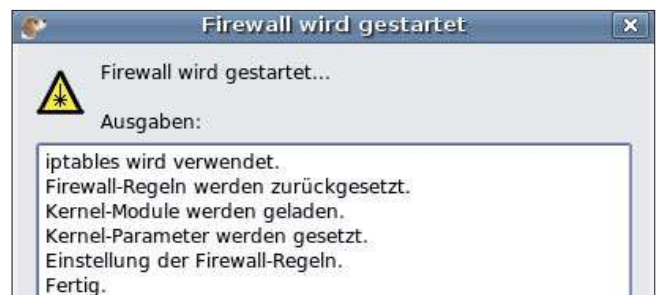 Firewall wird gestartet
Firewall wird gestartet...
Ausgaben:
iptables wird verwendet.
Firewall-Regeln werden zurückgesetzt.
Kernel-Module werden geladen.
Kernel-Parameter werden gesetzt.
Einstellung der Firewall-Regeln.
Fertig.